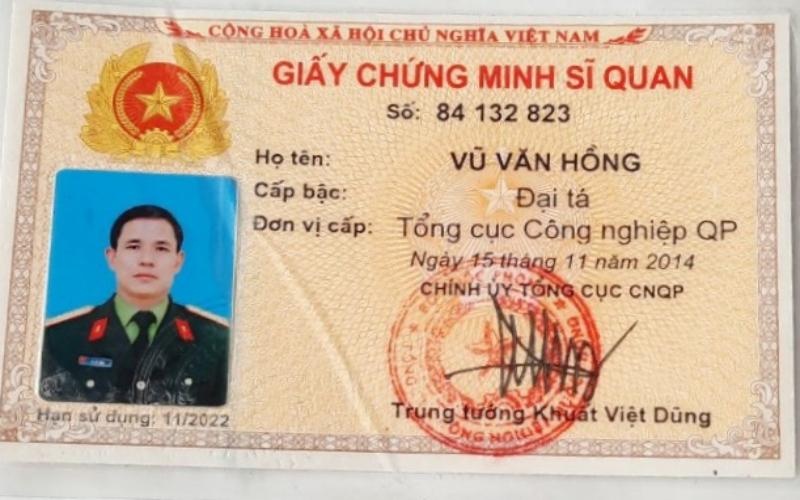 CỘNG HOÀ XÃ HỘI CHỦ NGHĨA VIỆT NAM
GIẤY CHỨNG MINH SĨ QUAN
Số: 84 132 823
Họ tên: VŨ VĂN HỒNG
Cấp bậc: Đại tá
Đơn vị cấp: Tổng cục Công nghiệp QP
Ngày 15 tháng 11 năm 2014
CHÍNH ỦY TỔNG CỤC CNQP
Hạn sử dụng: 11/2022
Trung tướng Khuất Việt Dũng